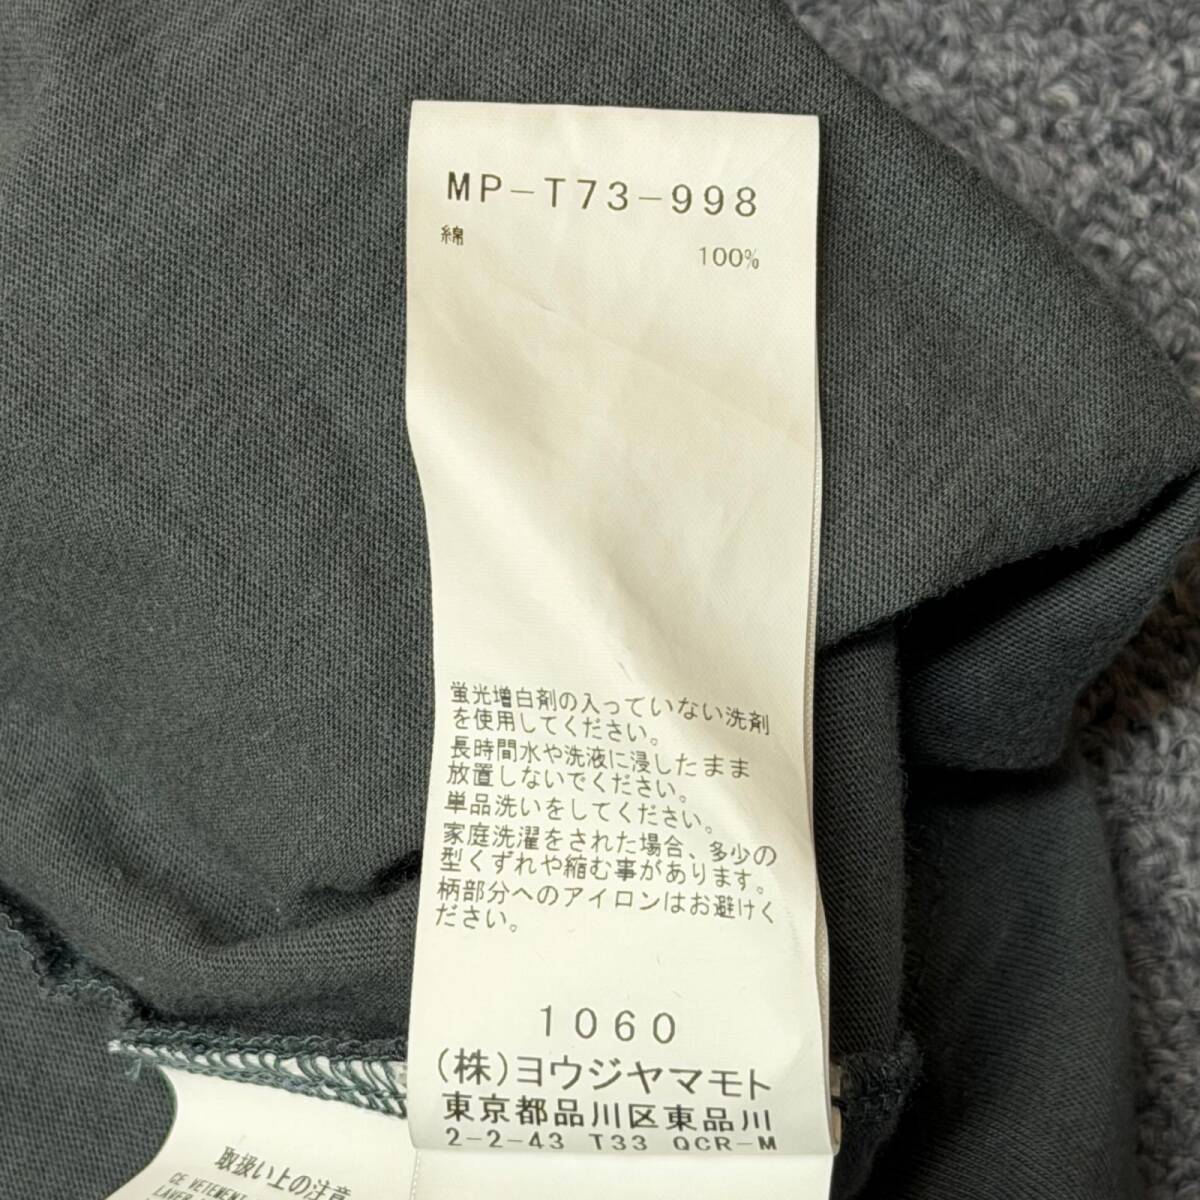 MP-T73-998
綿
100%
蛍光増白剤の入っていない洗剤
を使用してください。
長時間水や洗液に浸したまま
放置しないでください。
単品洗いをしてください。
家庭洗濯をされた場合、多少の
型くずれや縮む事があります。
柄部分へのアイロンはお避けく
ださい。
1060
(株)ヨウジヤマモト
東京都品川区東品川
2-2-43 T33 QCR-M
取扱い上の注意
CE VETEMENT
LAVER